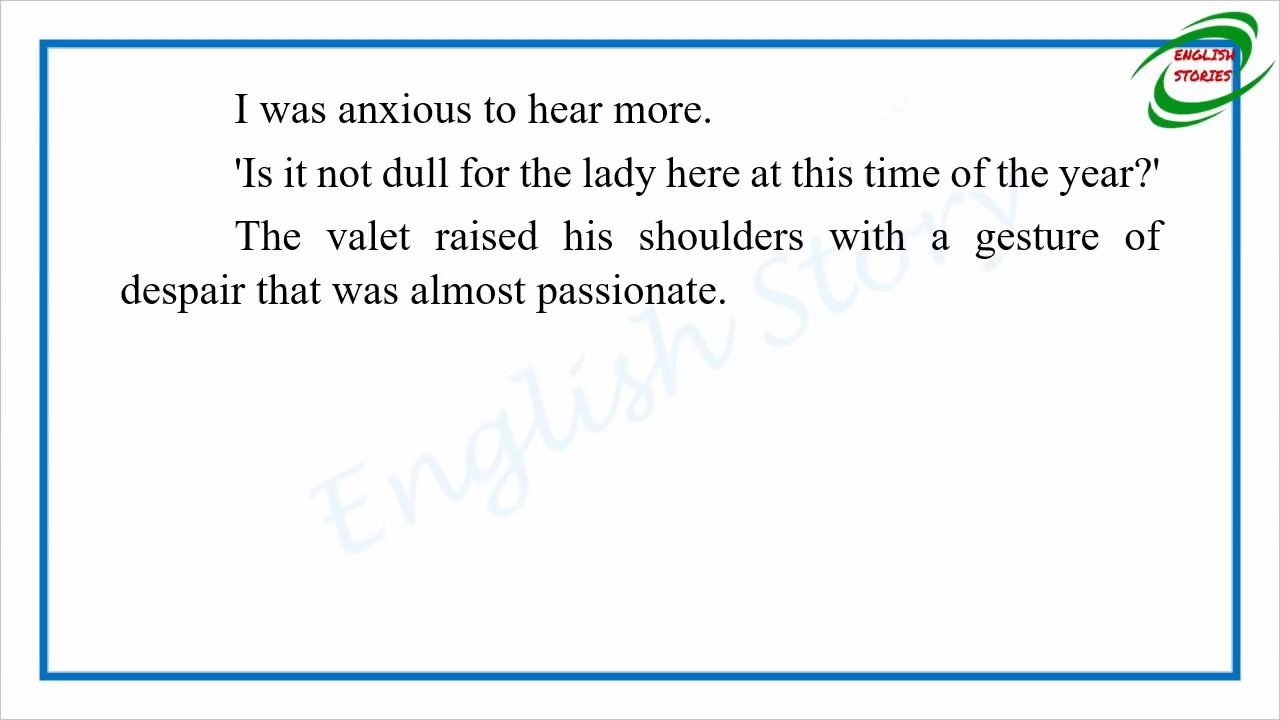 ENGLISH
STORIES
I was anxious to hear more.
'Is it not dull for the lady here at this time of the year?'
The valet raised his shoulders with a gesture of
despair that was almost passionate.
English Story